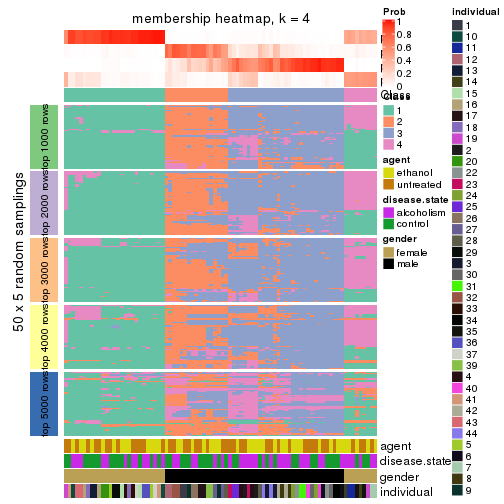 membership heatmap, k = 4
50 x 5 random samplings
top 1000 rows
top 2000 rows
top 3000 rows
top 4000 rows
top 5000 rows
Class
agent
disease.state
gender
individual
Prob
1
0.8
0.6
0.4
0.2
0
1
2
3
4
agent
ethanol
untreated
disease.state
alcoholism
control
gender
female
male
individual
1
10
11
12
13
14
15
16
17
18
19
2
20
22
23
24
25
26
27
28
29
3
30
31
32
33
34
35
36
37
39
4
40
41
42
43
44
5
6
7
8
9